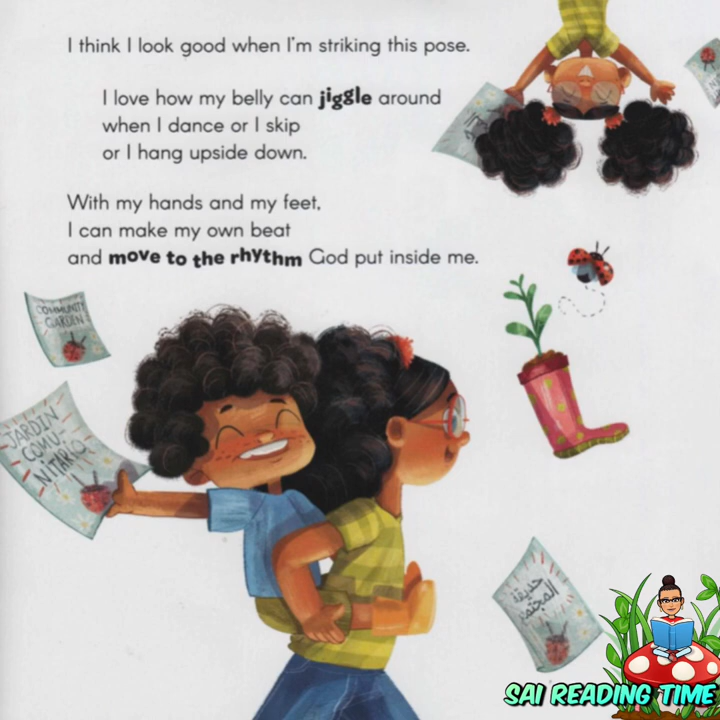 I think I look good when I'm striking this pose.
I love how my belly can jiggle around
when I dance or I skip
or I hang upside down.
With my hands and my feet,
I can make my own beat
and move to the rhythm God put inside me.
COMMUNITY
GARDEN
JARDÍN
COMU-
NITARIO
حديقة
المجتمع
SAI READING TIME